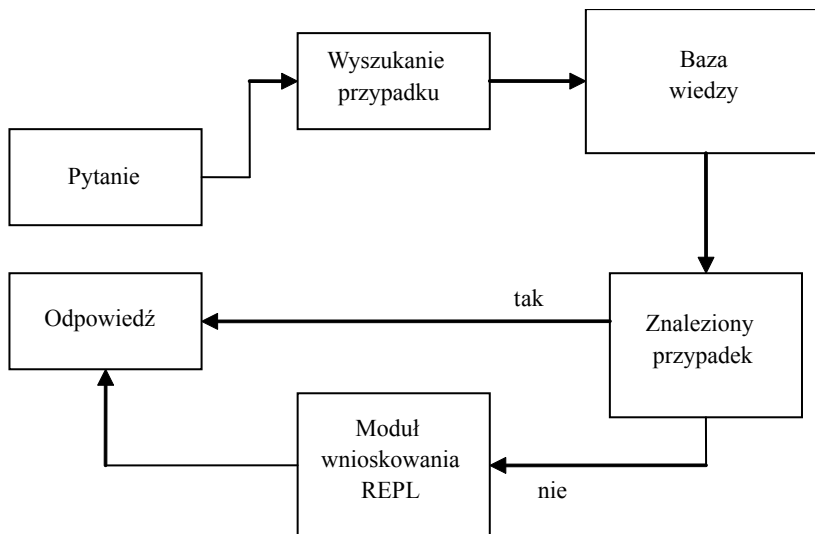 Wyszukanie
przypadku
Baza
wiedzy
Pytanie
Odpowiedź
tak
Znaleziony
przypadek
Moduł
wnioskowania
REPL
nie